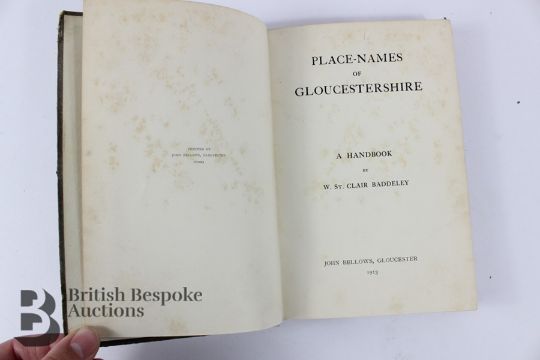 PRINTED BY
JOHN BELLOWS, GLOUCESTER
PLACE-NAMES
OF
GLOUCESTERSHIRE
A HANDBOOK
BY
W. ST. CLAIR BADDELEY
JOHN BELLOWS, GLOUCESTER
1913
British Bespoke
Auctions